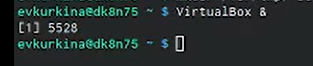 evkurkina@dk8n75 ~ $ VirtualBox &
[1] 5528
evkurkina@dk8n75 ~ $